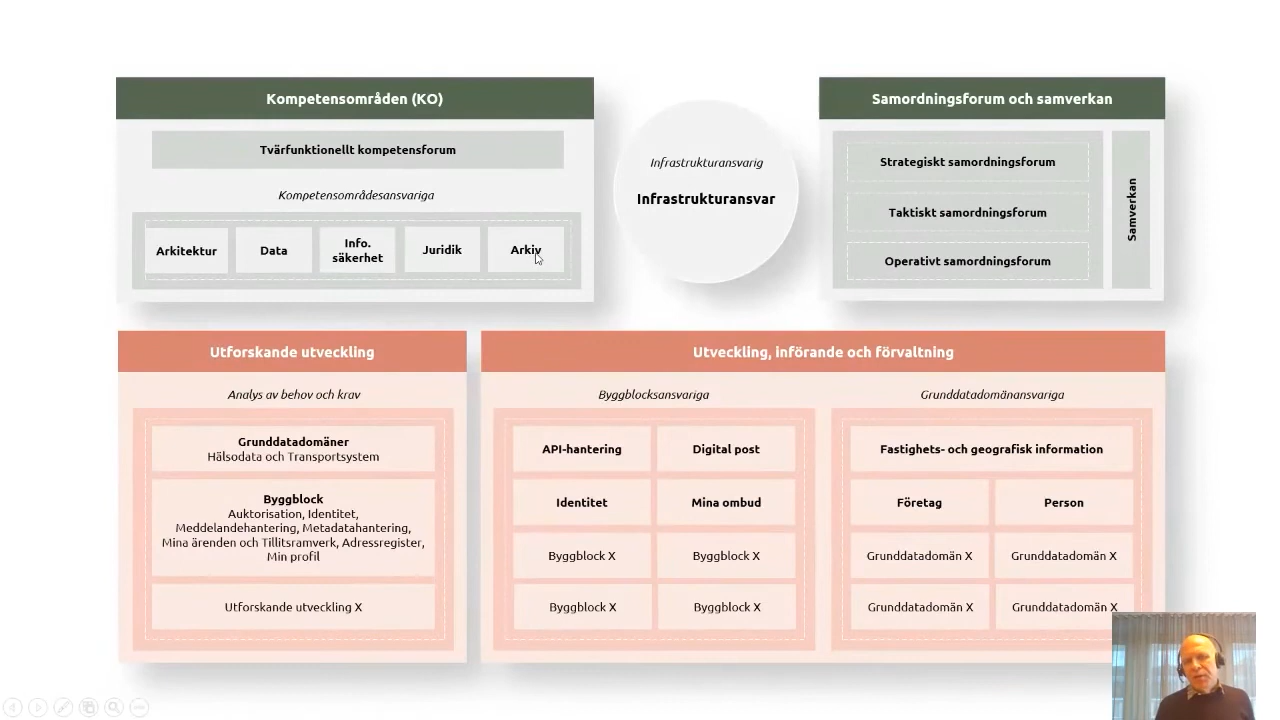 Kompetensområden (KO)
Tvärfunktionellt kompetensforum
Kompetensområdesansvariga
Arkitektur
Data
Info.
säkerhet
Juridik
Arkiv
Infrastrukturansvarig
Infrastrukturansvar
Samordningsforum och samverkan
Strategiskt samordningsforum
Taktiskt samordningsforum
Operativt samordningsforum
Samverkan
Utforskande utveckling
Analys av behov och krav
Grunddatadomäner
Hälsodata och Transportsystem
Byggblock
Auktorisation, Identitet,
Meddelandehantering, Metadatahantering,
Mina ärenden och Tillitsramverk, Adressregister,
Min profil
Utforskande utveckling X
Utveckling, införande och förvaltning
Byggblocksansvariga
API-hantering
Digital post
Identitet
Mina ombud
Byggblock X
Byggblock X
Byggblock X
Byggblock X
Grunddatadomänansvariga
Fastighets- och geografisk information
Företag
Person
Grunddatadomän X
Grunddatadomän X
Grunddatadomän X
Grunddatadomän X